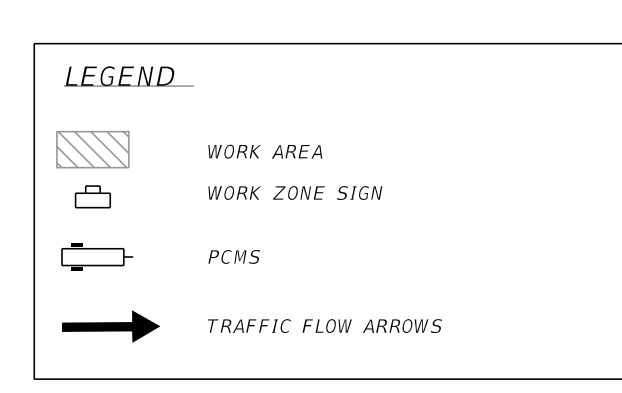 LEGEND
WORK AREA
WORK ZONE SIGN
PCMS
TRAFFIC FLOW ARROWS